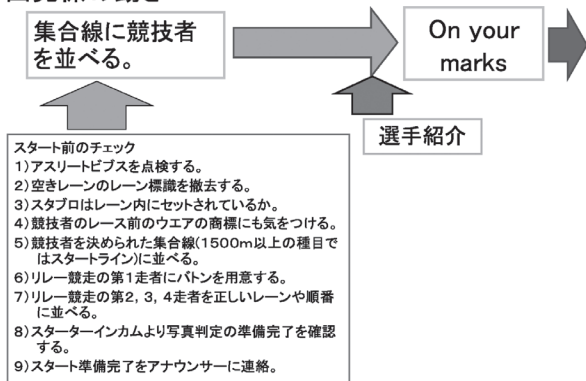 集合線に競技者
を並べる。
On your
marks
選手紹介
スタート前のチェック
1)アスリートビブスを点検する。
2)空きレーンのレーン標識を撤去する。
3)スタブロはレーン内にセットされているか。
4)競技者のレース前のウエアの商標にも気をつける。
5)競技者を決められた集合線(1500m以上の種目で
はスタートライン)に並べる。
6)リレー競走の第1走者にバトンを用意する。
7)リレー競走の第2，3，4走者を正しいレーンや順番
に並べる。
8)スターターインカムより写真判定の準備完了を確認
する。
9)スタート準備完了をアナウンサーに連絡。